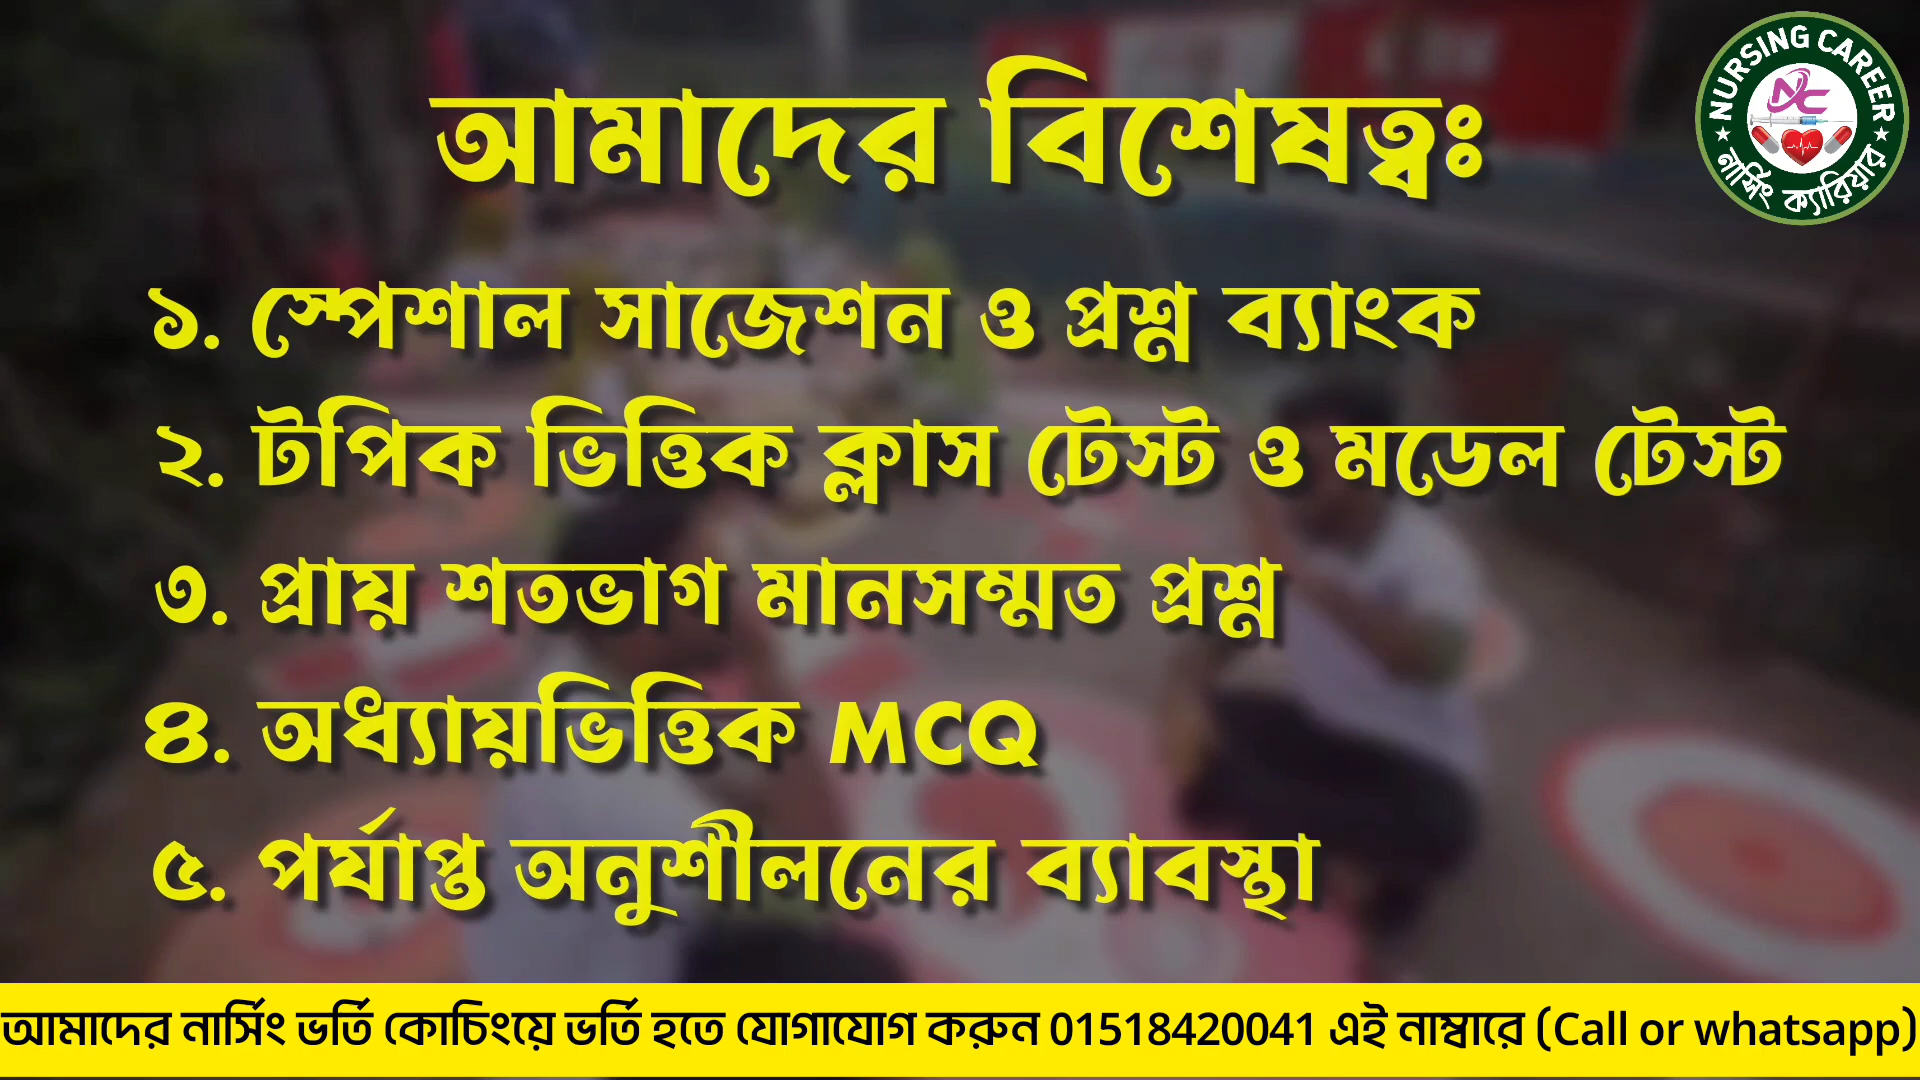 আমাদের বিশেষত্বঃ
NURSING CAREER
NC
নার্সিং ক্যারিয়ার
১. স্পেশাল সাজেশন ও প্রশ্ন ব্যাংক
২. টপিক ভিত্তিক ক্লাস টেস্ট ও মডেল টেস্ট
৩. প্রায় শতভাগ মানসম্মত প্রশ্ন
৪. অধ্যায়ভিত্তিক MCQ
৫. পর্যাপ্ত অনুশীলনের ব্যাবস্থা
আমাদের নার্সিং ভর্তি কোচিংয়ে ভর্তি হতে যোগাযোগ করুন 01518420041 এই নাম্বারে (Call or whatsapp)